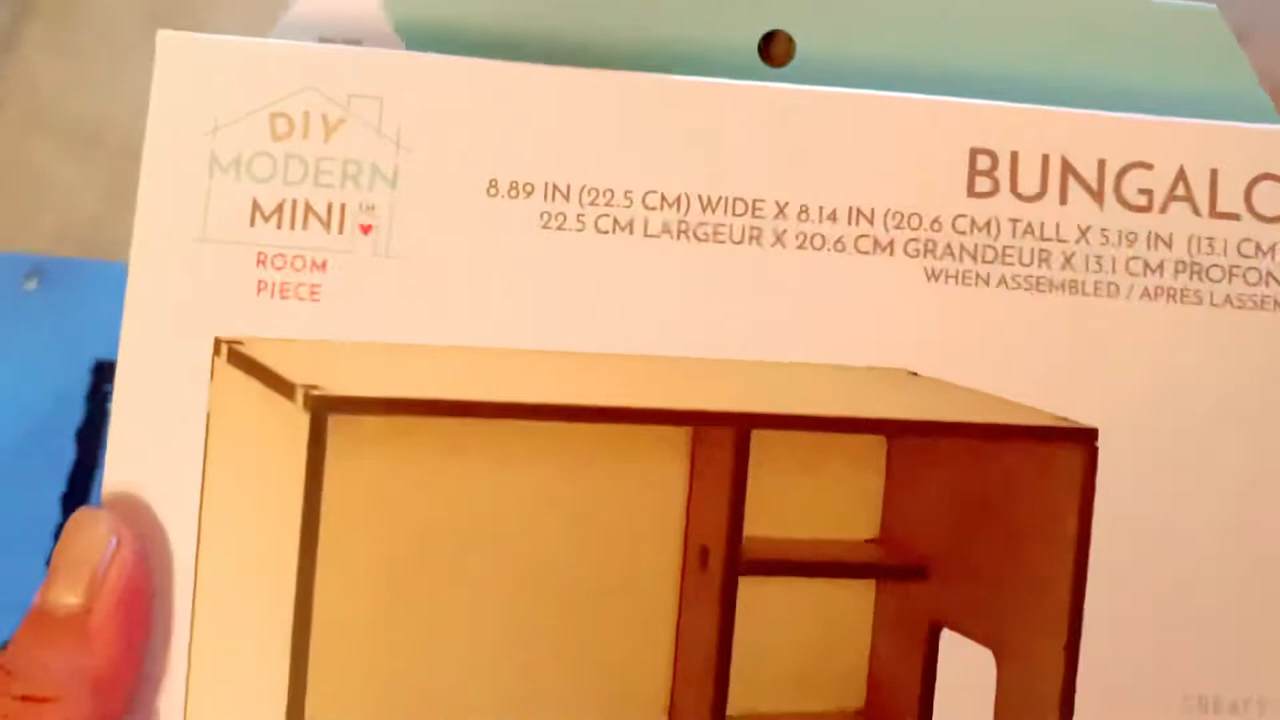 DIY
MODERN
MINI
ROOM
PIECE
BUNGALO
8.89 IN (22.5 CM) WIDE X 8.14 IN (20.6 CM) TALL X 5.19 IN (13.1 CM
22.5 CM LARGEUR X 20.6 CM GRANDEUR X 13.1 CM PROFON
WHEN ASSEMBLED / APRÈS LASSEM